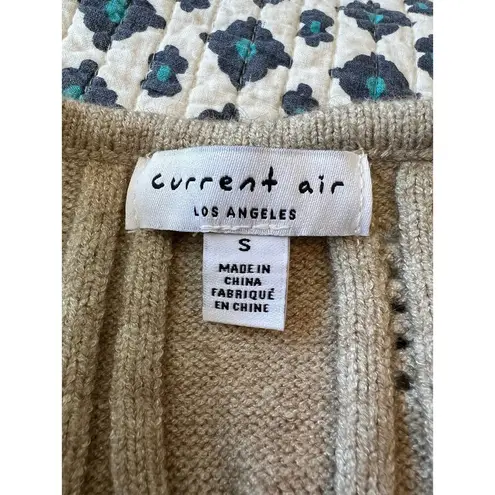 current air
LOS ANGELES
S
MADE IN
CHINA
FABRIQUÉ
EN CHINE